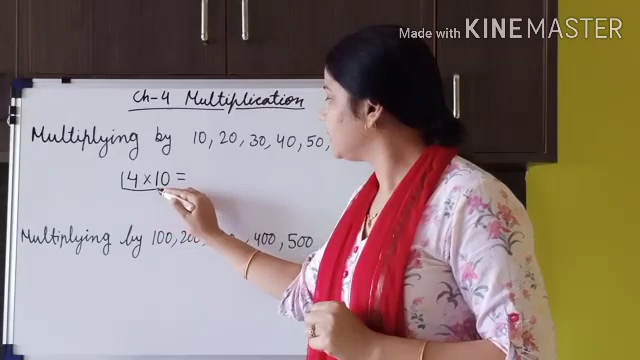 Made with KINEMASTER
Ch-4 Multiplication
Multiplying by 10, 20, 30, 40, 50,
14 × 10 =
Multiplying by 100, 200, 400, 500